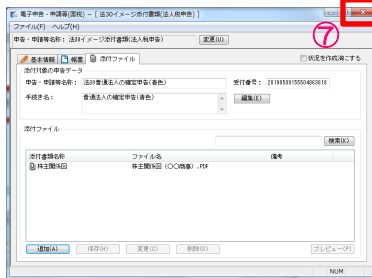 電子申告・申請等(国税) - [ 法30イメージ添付書類(法人税申告) ]
ファイル(F) ヘルプ(H)
申告・申請等名称: 法30イメージ添付書類(法人税申告) 変更(U)
⑦
基本情報 帳票 添付ファイル 状況を作成済にする
添付対象の申告データ
申告・申請等名称: 法30普通法人の確定申告(青色) 受付番号: 20190509155504863618
手続き名: 普通法人の確定申告(青色) 編集(E)
添付ファイル
検索(K)
添付書類名称 ファイル名 備考
株主関係図 株主関係図(〇〇商事).PDF
追加(A) 保存(H) 変更(C) 削除(D) プレビュー(P)
NUM